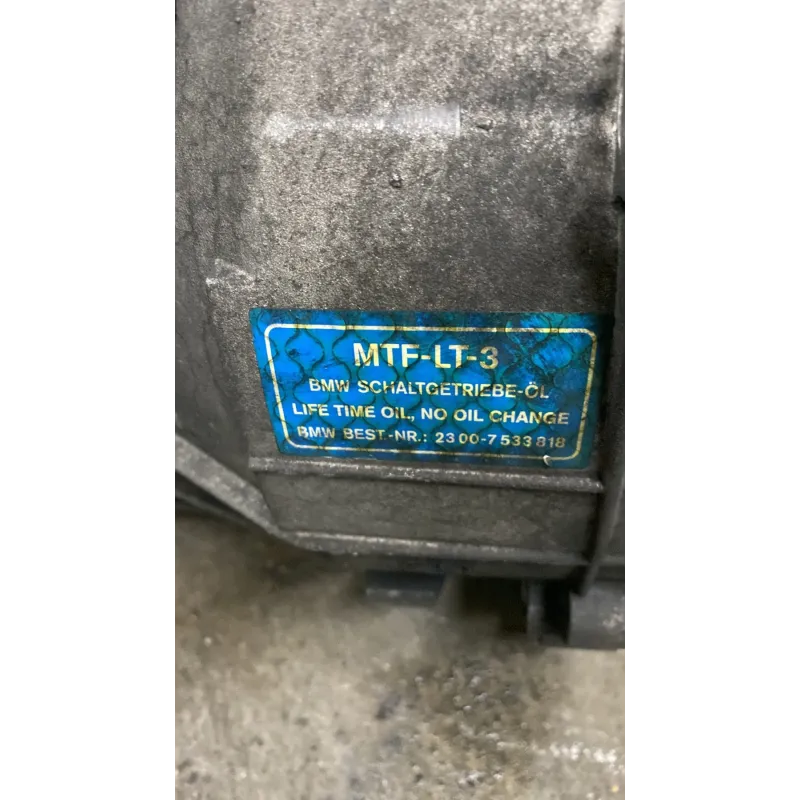 MTF-LT-3
BMW SCHALTGETRIEBE-ÖL
LIFE TIME OIL, NO OIL CHANGE
BMW BEST.-NR.: 23 00-7 533 818